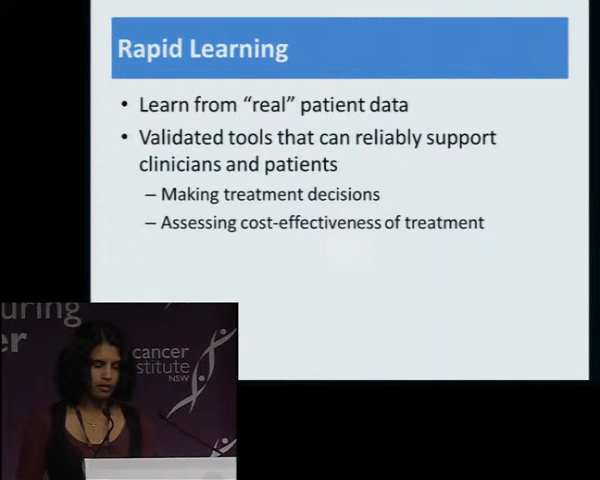 Rapid Learning
• Learn from “real” patient data
• Validated tools that can reliably support
clinicians and patients
– Making treatment decisions
– Assessing cost-effectiveness of treatment
uring
er
cancer
stitute
NSW